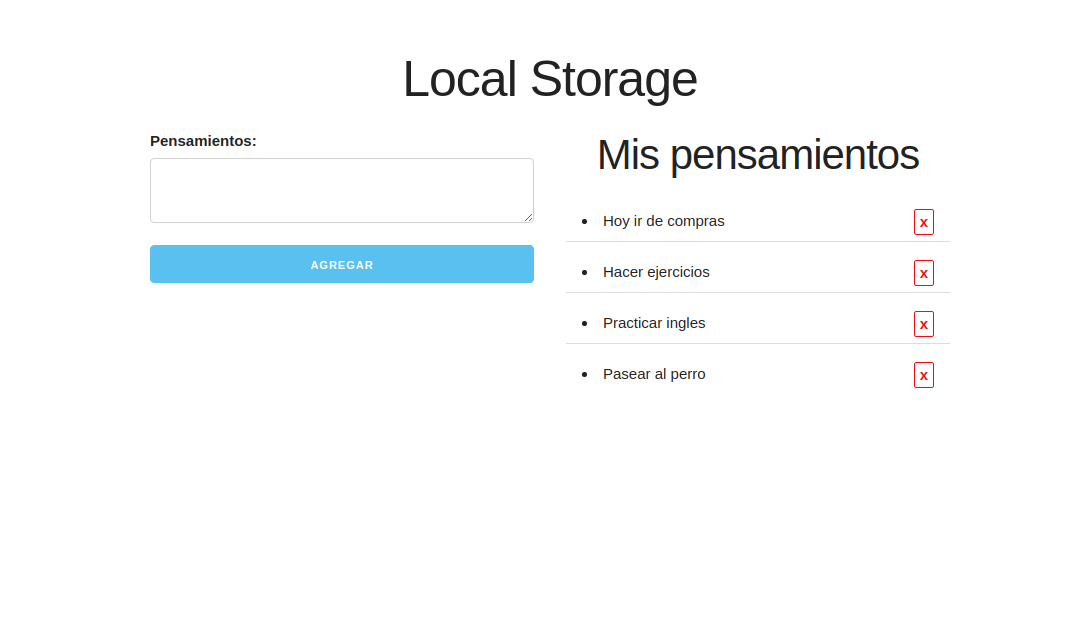 Local Storage
Pensamientos:
AGREGAR
Mis pensamientos
Hoy ir de compras x
Hacer ejercicios x
Practicar ingles x
Pasear al perro x